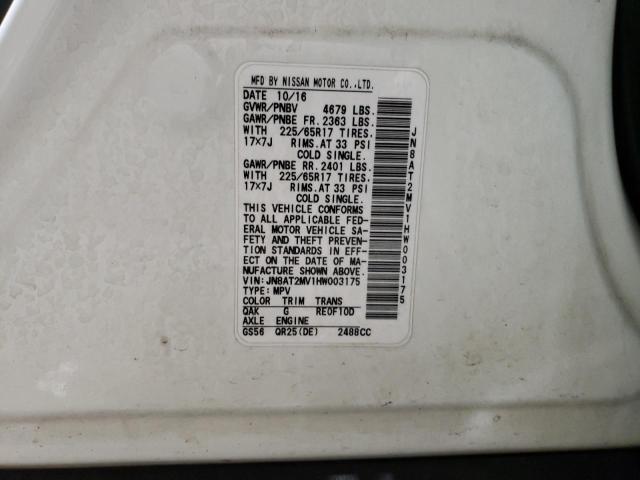 MFD BY NISSAN MOTOR CO.,LTD.
DATE 10/16
GVWR/PNBV 4679 LBS.
GAWR/PNBE FR. 2363 LBS.
WITH 225/65R17 TIRES.
17X7J RIMS. AT 33 PSI
COLD SINGLE.
GAWR/PNBE RR. 2401 LBS.
WITH 225/65R17 TIRES.
17X7J RIMS. AT 33 PSI
COLD SINGLE.
THIS VEHICLE CONFORMS
TO ALL APPLICABLE FED-
ERAL MOTOR VEHICLE SA-
FETY AND THEFT PREVEN-
TION STANDARDS IN EFF-
ECT ON THE DATE OF MA-
NUFACTURE SHOWN ABOVE.
VIN: JN8AT2MV1HW003175
TYPE: MPV
COLOR TRIM TRANS
QAK G RE0F10D
AXLE ENGINE
GS56 QR25(DE) 2488CC
JN8AT2MV1HW003175